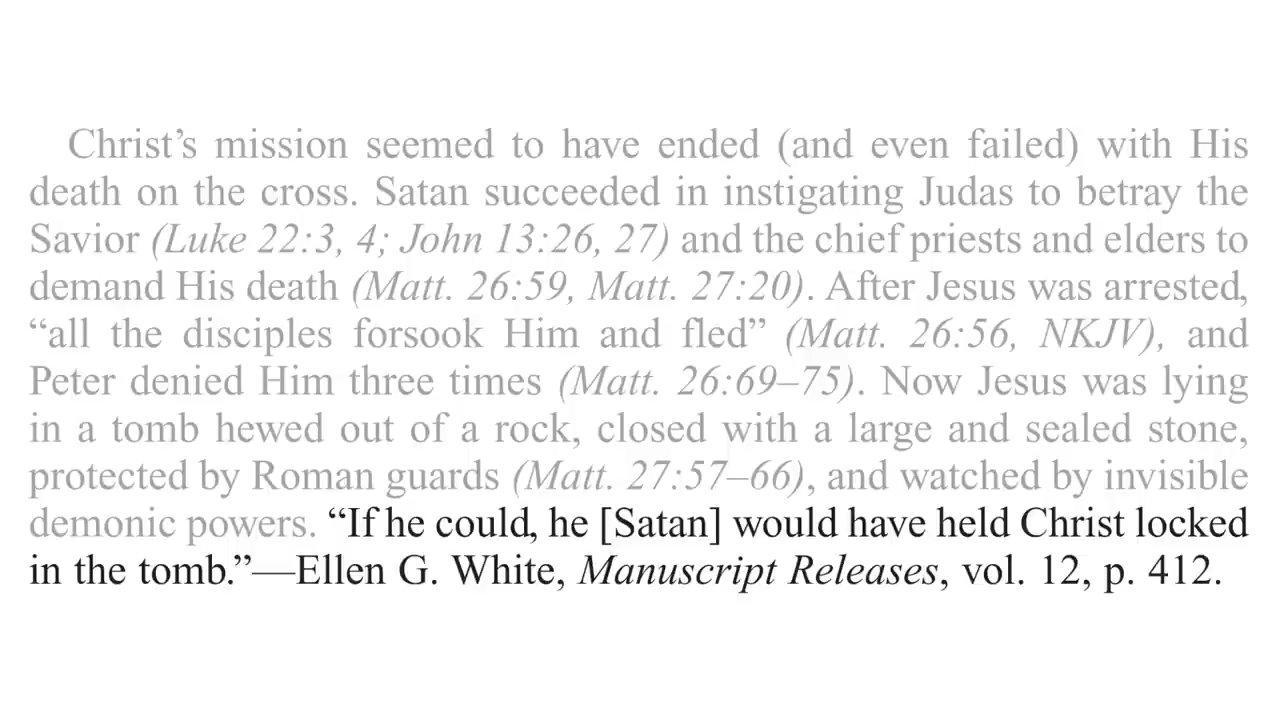 Christ’s mission seemed to have ended (and even failed) with His
death on the cross. Satan succeeded in instigating Judas to betray the
Savior (Luke 22:3, 4; John 13:26, 27) and the chief priests and elders to
demand His death (Matt. 26:59, Matt. 27:20). After Jesus was arrested,
“all the disciples forsook Him and fled” (Matt. 26:56, NKJV), and
Peter denied Him three times (Matt. 26:69–75). Now Jesus was lying
in a tomb hewed out of a rock, closed with a large and sealed stone,
protected by Roman guards (Matt. 27:57–66), and watched by invisible
demonic powers. “If he could, he [Satan] would have held Christ locked
in the tomb.”—Ellen G. White, Manuscript Releases, vol. 12, p. 412.